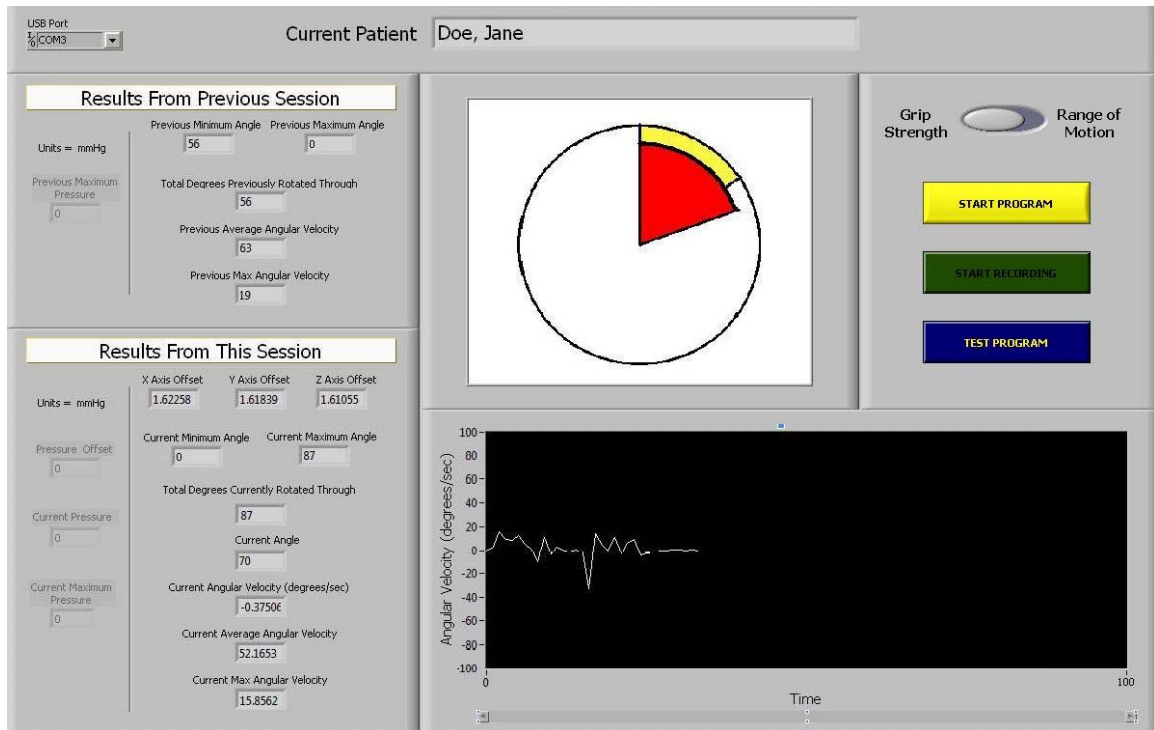 USB Port
COM3
Current Patient
Doe, Jane
Results From Previous Session
Previous Minimum Angle Previous Maximum Angle
Units = mmHg
56 0
Previous Maximum
Pressure
0
Total Degrees Previously Rotated Through
56
Previous Average Angular Velocity
63
Previous Max Angular Velocity
19
Results From This Session
X Axis Offset Y Axis Offset Z Axis Offset
1.62258 1.61839 1.61055
Units = mmHg
Pressure Offset
0
Current Pressure
0
Current Maximum
Pressure
0
Current Minimum Angle Current Maximum Angle
0 87
Total Degrees Currently Rotated Through
87
Current Angle
70
Current Angular Velocity (degrees/sec)
-0.37506
Current Average Angular Velocity
52.1653
Current Max Angular Velocity
15.8562
Grip
Strength
Range of
Motion
START PROGRAM
START RECORDING
TEST PROGRAM
Angular Velocity (degrees/sec)
100
80
60
40
20
0
-20
-40
-60
-80
-100
0 100
Time